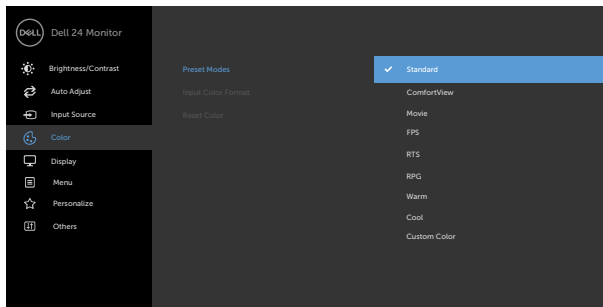 DELL Dell 24 Monitor
Brightness/Contrast
Auto Adjust
Input Source
Color
Display
Menu
Personalize
Others
Preset Modes
Input Color Format
Reset Color
Standard
ComfortView
Movie
FPS
RTS
RPG
Warm
Cool
Custom Color